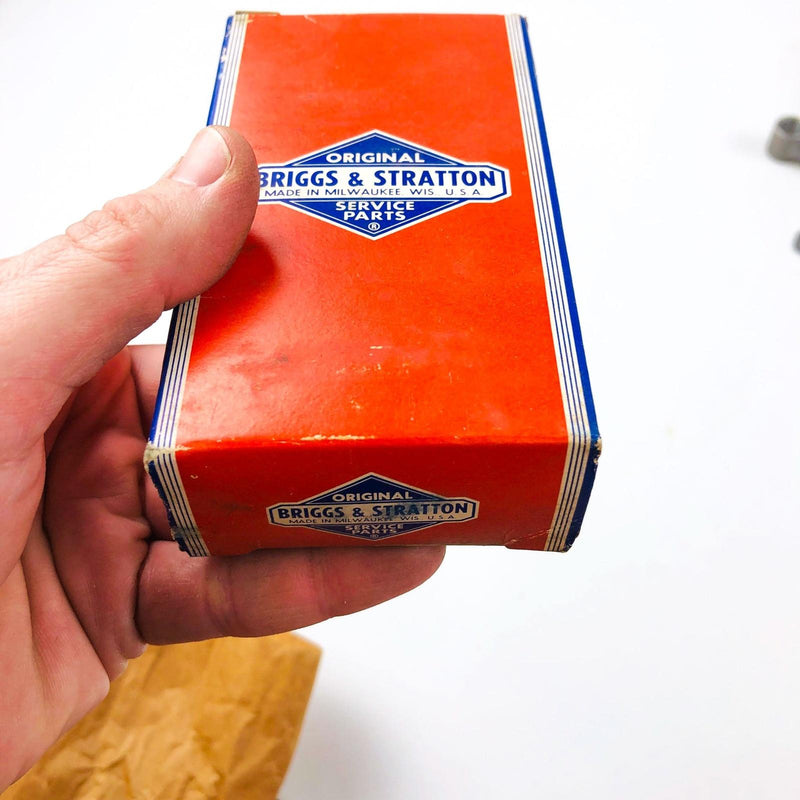 ORIGINAL
BRIGGS & STRATTON
MADE IN MILWAUKEE WIS. U.S.A
SERVICE
PARTS
®
ORIGINAL
BRIGGS & STRATTON
MADE IN MILWAUKEE WIS. U.S.A.
SERVICE
PARTS
®